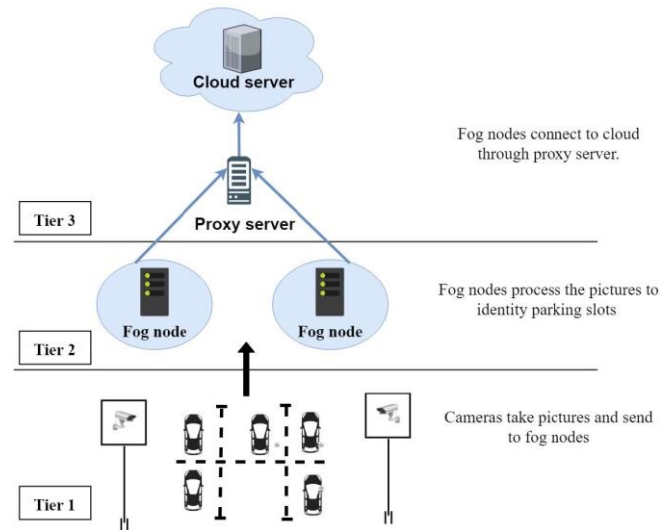 Cloud server
Fog nodes connect to cloud
through proxy server.
Tier 3
Proxy server
Fog node
Fog node
Fog nodes process the pictures to
identity parking slots
Tier 2
Cameras take pictures and send
to fog nodes
Tier 1